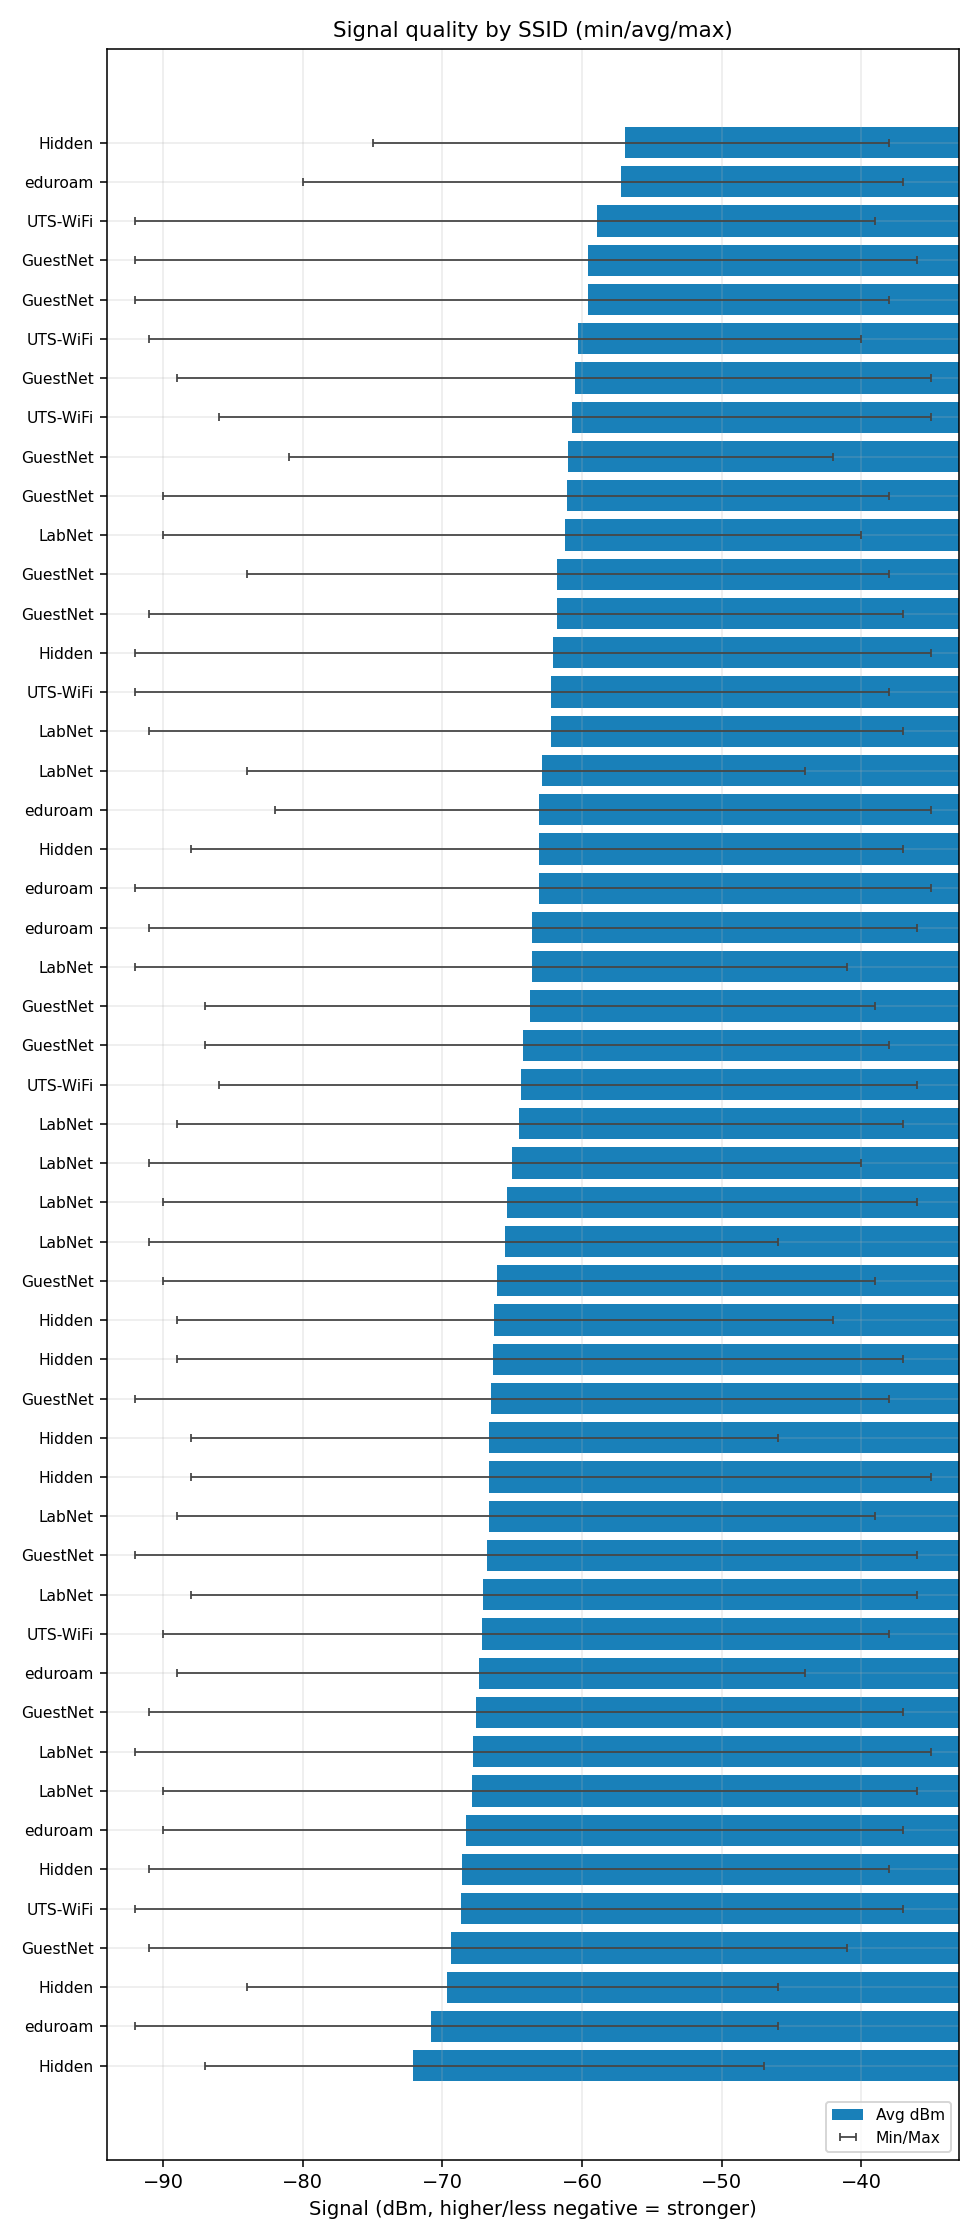 Signal quality by SSID (min/avg/max)
Hidden
eduroam
UTS-WiFi
GuestNet
GuestNet
UTS-WiFi
GuestNet
UTS-WiFi
GuestNet
GuestNet
LabNet
GuestNet
GuestNet
Hidden
UTS-WiFi
LabNet
LabNet
eduroam
Hidden
eduroam
eduroam
LabNet
GuestNet
GuestNet
UTS-WiFi
LabNet
LabNet
LabNet
LabNet
GuestNet
Hidden
Hidden
GuestNet
Hidden
Hidden
LabNet
GuestNet
LabNet
UTS-WiFi
eduroam
GuestNet
LabNet
LabNet
eduroam
Hidden
UTS-WiFi
GuestNet
Hidden
eduroam
Hidden
Avg dBm
Min/Max
−90 −80 −70 −60 −50 −40
Signal (dBm, higher/less negative = stronger)